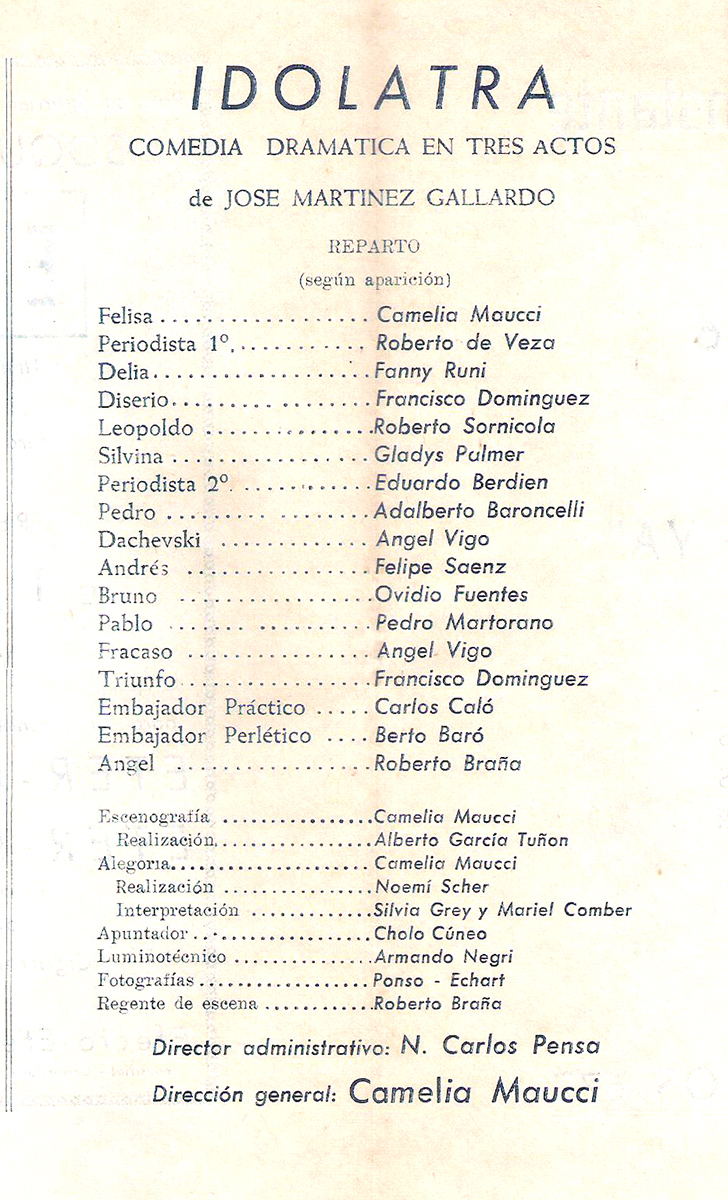 IDOLATRA
COMEDIA DRAMATICA EN TRES ACTOS
de JOSE MARTINEZ GALLARDO
REPARTO
(según aparición)
Felisa .................. Camelia Maucci
Periodista 1º. ........... Roberto de Veza
Delia.................... Fanny Runi
Diserio.................. Francisco Dominguez
Leopoldo ............... Roberto Sornicola
Silvina .................. Gladys Pulmer
Periodista 2º. ........... Eduardo Berdien
Pedro .................. Adalberto Baroncelli
Dachevski ............. Angel Vigo
Andrés ................ Felipe Saenz
Bruno ................. Ovidio Fuentes
Pablo .................. Pedro Martorano
Fracaso ................ Angel Vigo
Triunfo ................. Francisco Dominguez
Embajador Práctico ..... Carlos Caló
Embajador Perlético .... Berto Baró
Angel ................. Roberto Braña
Escenografía ................ Camelia Maucci
Realización. ............... Alberto García Tuñon
Alegoria.................... Camelia Maucci
Realización ............... Noemí Scher
Interpretación ............ Silvia Grey y Mariel Comber
Apuntador .................. Cholo Cúneo
Luminotécnico .............. Armando Negri
Fotografías ................. Ponso - Echart
Regente de escena ........... Roberto Braña
Director administrativo: N. Carlos Pensa
Dirección general: Camelia Maucci